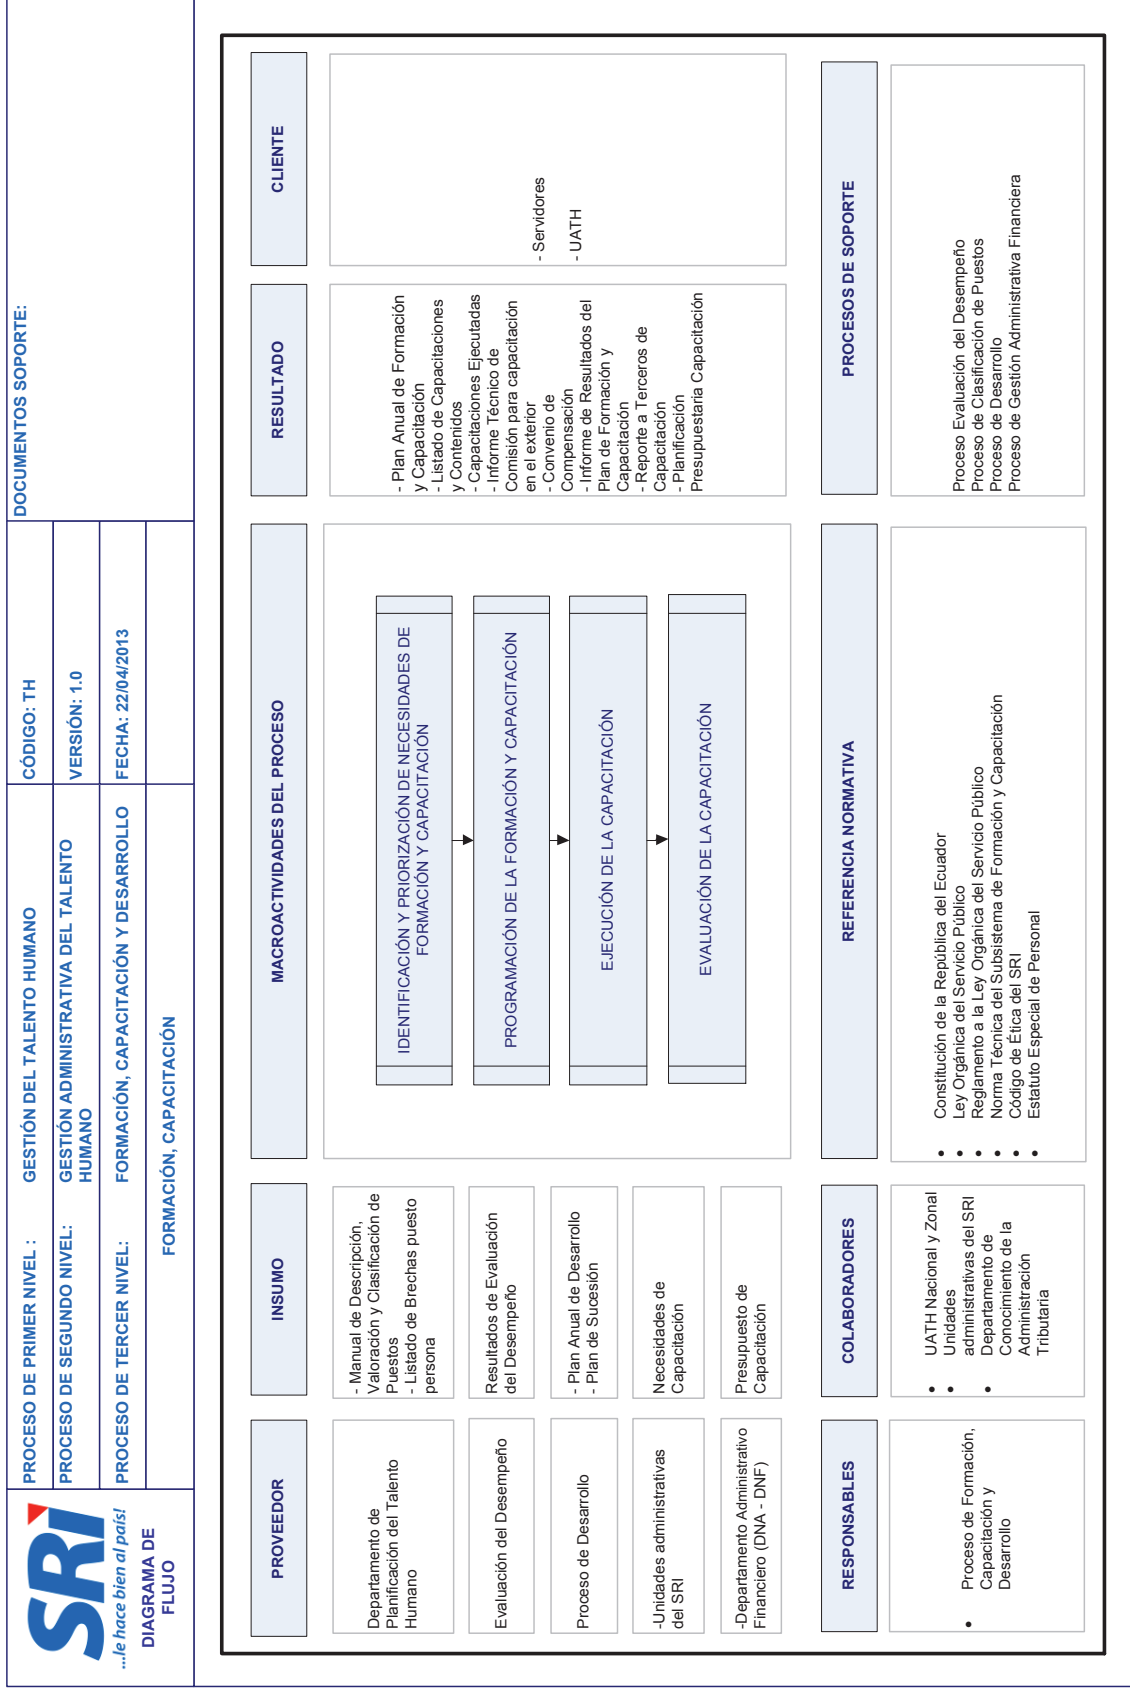 SRi
...le hace bien al país!
DIAGRAMA DE
FLUJO
PROCESO DE PRIMER NIVEL :
GESTIÓN DEL TALENTO HUMANO
CÓDIGO: TH
DOCUMENTOS SOPORTE:
PROCESO DE SEGUNDO NIVEL:
GESTIÓN ADMINISTRATIVA DEL TALENTO
HUMANO
VERSIÓN: 1.0
PROCESO DE TERCER NIVEL:
FORMACIÓN, CAPACITACIÓN Y DESARROLLO
FECHA: 22/04/2013
FORMACIÓN, CAPACITACIÓN
PROVEEDOR
Departamento de
Planificación del Talento
Humano
Evaluación del Desempeño
Proceso de Desarrollo
-Unidades administrativas
del SRI
-Departamento Administrativo
Financiero (DNA - DNF)
INSUMO
- Manual de Descripción,
Valoración y Clasificación de
Puestos
- Listado de Brechas puesto
persona
Resultados de Evaluación
del Desempeño
- Plan Anual de Desarrollo
- Plan de Sucesión
Necesidades de
Capacitación
Presupuesto de
Capacitación
MACROACTIVIDADES DEL PROCESO
IDENTIFICACIÓN Y PRIORIZACIÓN DE NECESIDADES DE
FORMACIÓN Y CAPACITACIÓN
PROGRAMACIÓN DE LA FORMACIÓN Y CAPACITACIÓN
EJECUCIÓN DE LA CAPACITACIÓN
EVALUACIÓN DE LA CAPACITACIÓN
RESULTADO
- Plan Anual de Formación
y Capacitación
- Listado de Capacitaciones
y Contenidos
- Capacitaciones Ejecutadas
- Informe Técnico de
Comisión para capacitación
en el exterior
- Convenio de
Compensación
- Informe de Resultados del
Plan de Formación y
Capacitación
- Reporte a Terceros de
Capacitación
- Planificación
Presupuestaria Capacitación
CLIENTE
- Servidores
- UATH
RESPONSABLES
• Proceso de Formación,
Capacitación y
Desarrollo
COLABORADORES
• UATH Nacional y Zonal
• Unidades
administrativas del SRI
• Departamento de
Conocimiento de la
Administración
Tributaria
REFERENCIA NORMATIVA
• Constitución de la República del Ecuador
• Ley Orgánica del Servicio Público
• Reglamento a la Ley Orgánica del Servicio Público
• Norma Técnica del Subsistema de Formación y Capacitación
• Código de Ética del SRI
• Estatuto Especial de Personal
PROCESOS DE SOPORTE
Proceso Evaluación del Desempeño
Proceso de Clasificación de Puestos
Proceso de Desarrollo
Proceso de Gestión Administrativa Financiera